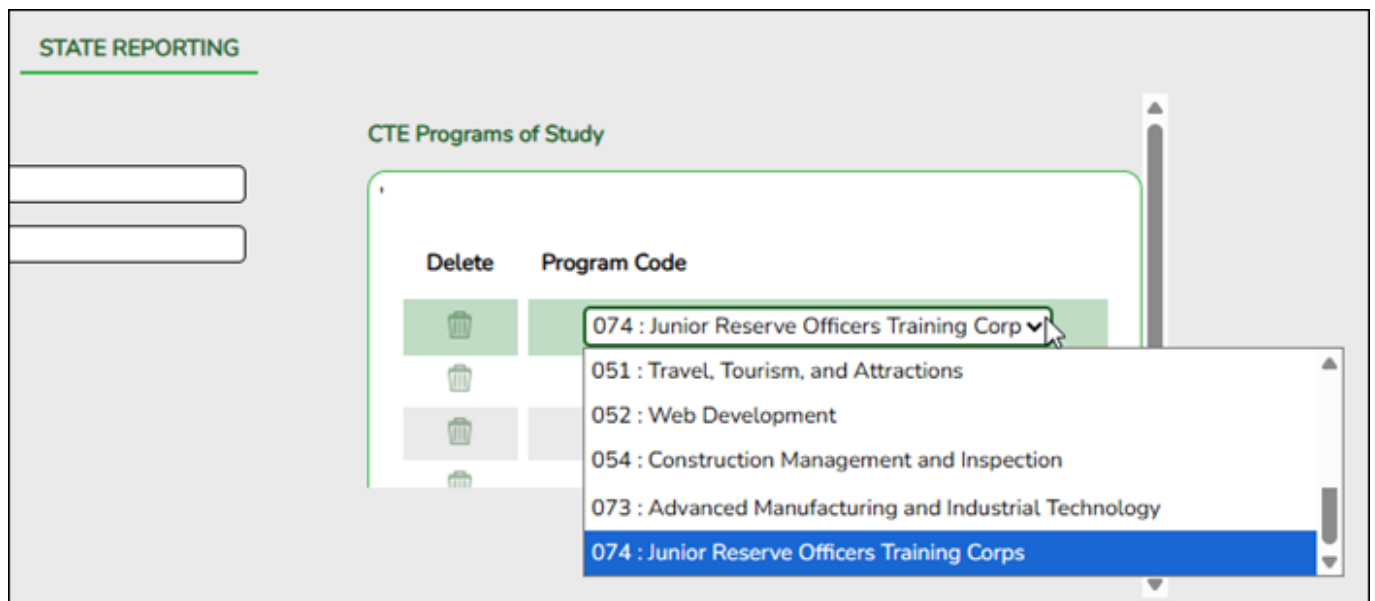 STATE REPORTING
CTE Programs of Study
'
Delete Program Code
074 : Junior Reserve Officers Training Corp
051 : Travel, Tourism, and Attractions
052 : Web Development
054 : Construction Management and Inspection
073 : Advanced Manufacturing and Industrial Technology
074 : Junior Reserve Officers Training Corps